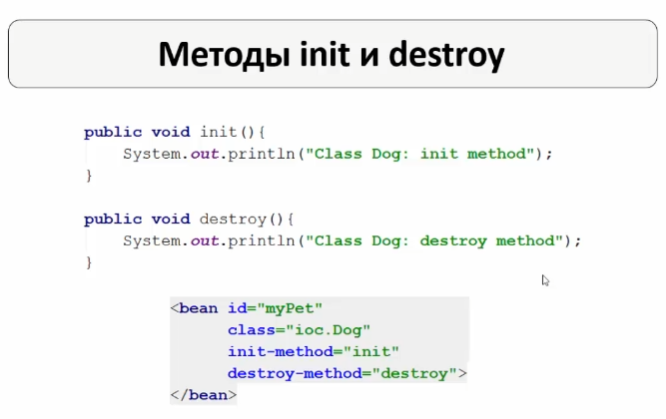 Методы init и destroy
public void init(){
System.out.println("Class Dog: init method");
}
public void destroy(){
System.out.println("Class Dog: destroy method");
}
<bean id="myPet"
class="ioc.Dog"
init-method="init"
destroy-method="destroy">
</bean>